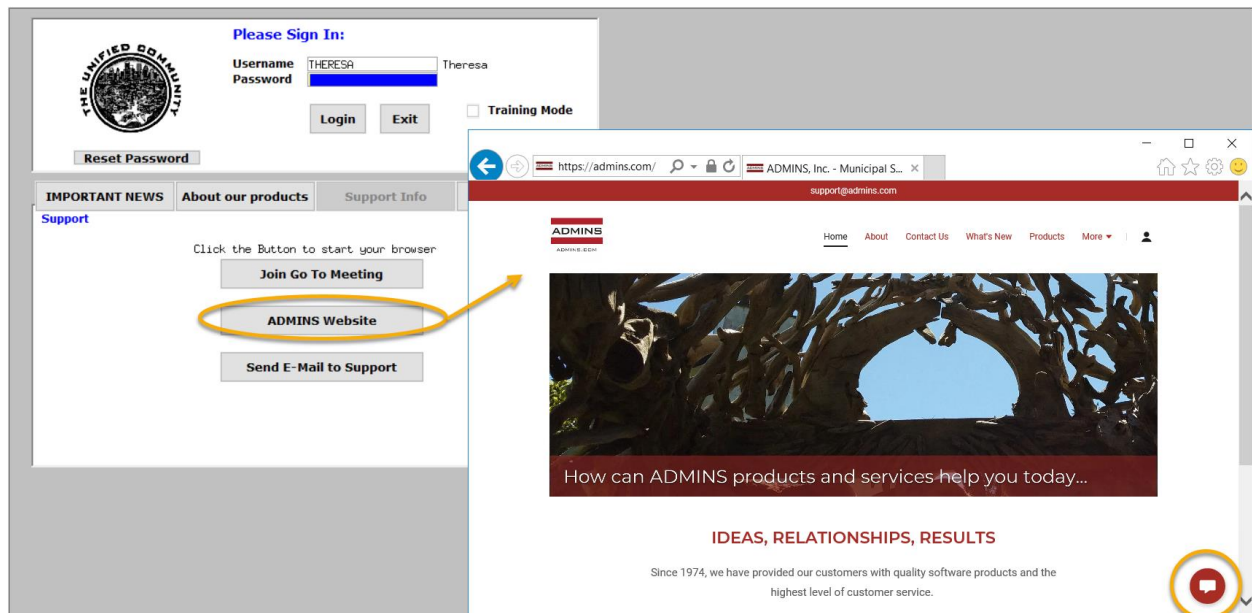 THE UNIFIED COMMUNITY
Please Sign In:
Username THERESA Theresa
Password
Login Exit Training Mode
Reset Password
IMPORTANT NEWS About our products Support Info
Support
Click the Button to start your browser
Join Go To Meeting
ADMINS Website
Send E-Mail to Support
https://admins.com/ ADMINS, Inc. - Municipal S...
support@admins.com
ADMINS
ADMINS.COM
Home About Contact Us What's New Products More
How can ADMINS products and services help you today...
IDEAS, RELATIONSHIPS, RESULTS
Since 1974, we have provided our customers with quality software products and the
highest level of customer service.